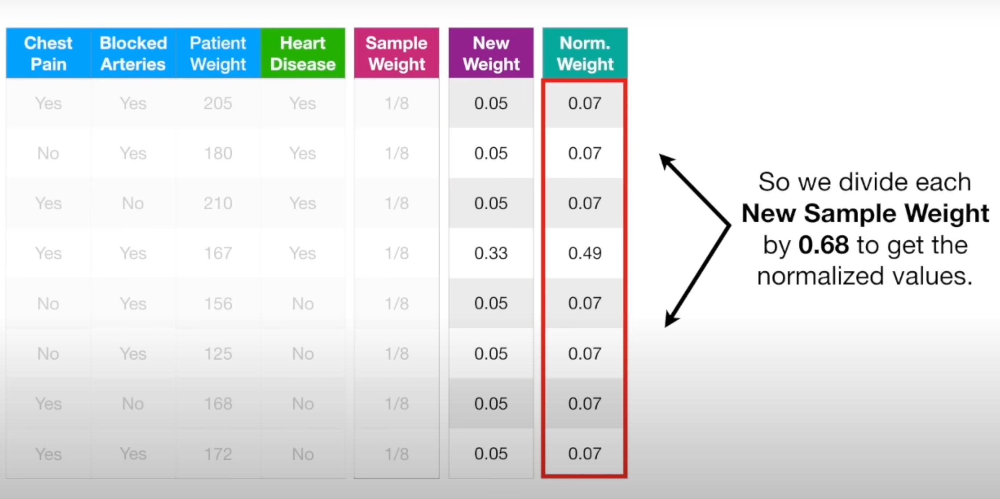 Chest Pain Blocked Arteries Patient Weight Heart Disease Sample Weight New Weight Norm. Weight
Yes Yes 205 Yes 1/8 0.05 0.07
No Yes 180 Yes 1/8 0.05 0.07
Yes No 210 Yes 1/8 0.05 0.07
Yes Yes 167 Yes 1/8 0.33 0.49
No Yes 156 No 1/8 0.05 0.07
No Yes 125 No 1/8 0.05 0.07
Yes No 168 No 1/8 0.05 0.07
Yes Yes 172 No 1/8 0.05 0.07
So we divide each
New Sample Weight
by 0.68 to get the
normalized values.